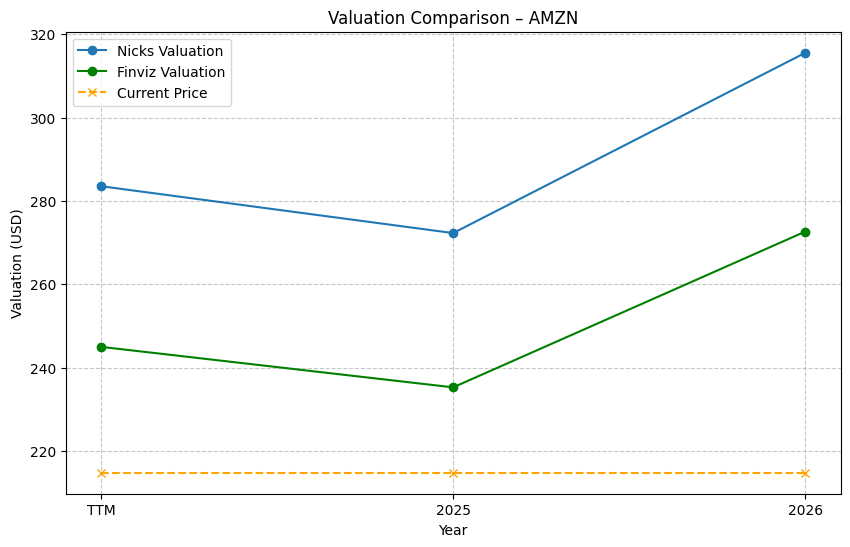 Valuation Comparison – AMZN
Nicks Valuation
Finviz Valuation
Current Price
Valuation (USD)
320
300
280
260
240
220
TTM
2025
2026
Year